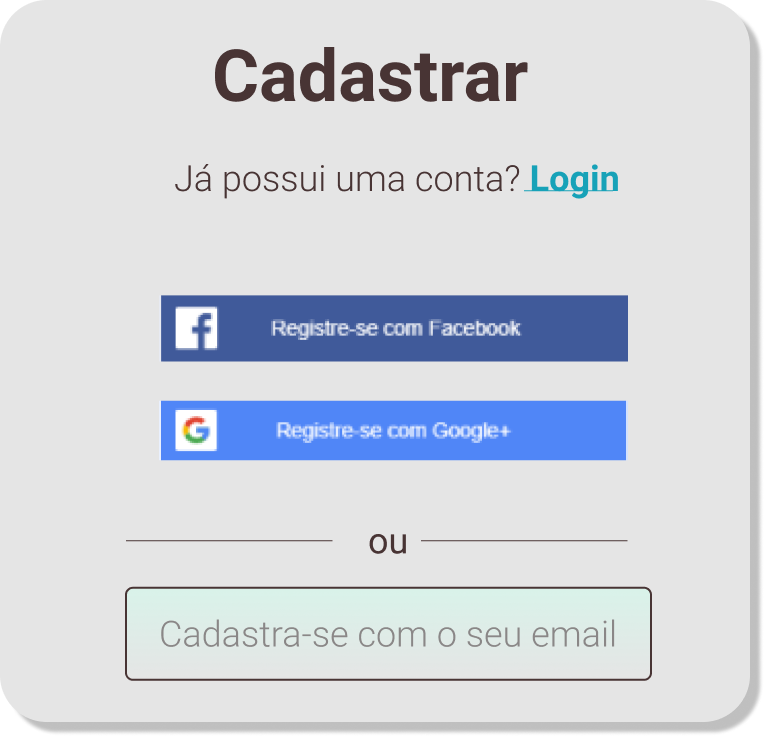 Cadastrar
Já possui uma conta? Login
Registre-se com Facebook
Registre-se com Google+
ou
Cadastra-se com o seu email